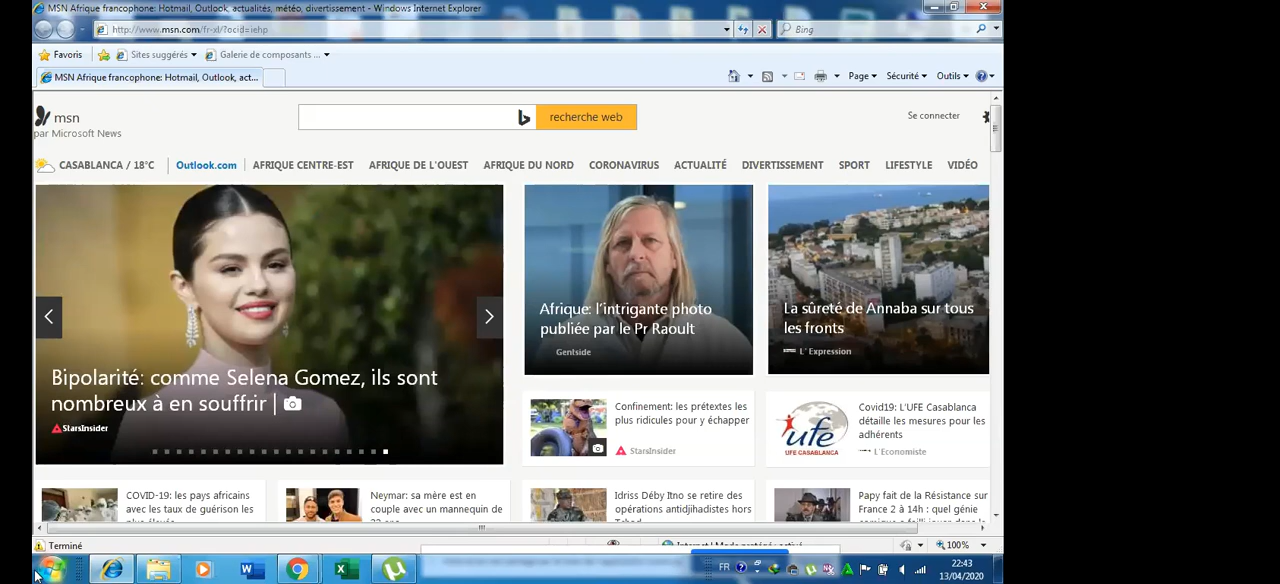 MSN Afrique francophone: Hotmail, Outlook, actualités, météo, divertissement - Windows Internet Explorer
http://www.msn.com/fr-xl/?ocid=iehp
Bing
Favoris
Sites suggérés
Galerie de composants ...
MSN Afrique francophone: Hotmail, Outlook, act...
Page
Sécurité
Outils
msn
par Microsoft News
recherche web
Se connecter
CASABLANCA / 18°C
Outlook.com
AFRIQUE CENTRE-EST
AFRIQUE DE L'OUEST
AFRIQUE DU NORD
CORONAVIRUS
ACTUALITÉ
DIVERTISSEMENT
SPORT
LIFESTYLE
VIDÉO
Bipolarité: comme Selena Gomez, ils sont
nombreux à en souffrir |
StarsInsider
Afrique: l'intrigante photo
publiée par le Pr Raoult
Gentside
La sûreté de Annaba sur tous
les fronts
L'Expression
Confinement: les prétextes les
plus ridicules pour y échapper
StarsInsider
ufe
UFE CASABLANCA
Covid19: L'UFE Casablanca
détaille les mesures pour les
adhérents
L'Economiste
COVID-19: les pays africains
avec les taux de guérison les
Neymar: sa mère est en
couple avec un mannequin de
Idriss Déby Itno se retire des
opérations antidjihadistes hors
Papy fait de la Résistance sur
France 2 à 14h : quel génie
Terminé
Internet | Mode protégé : activé
100%
FR
22:43
13/04/2020